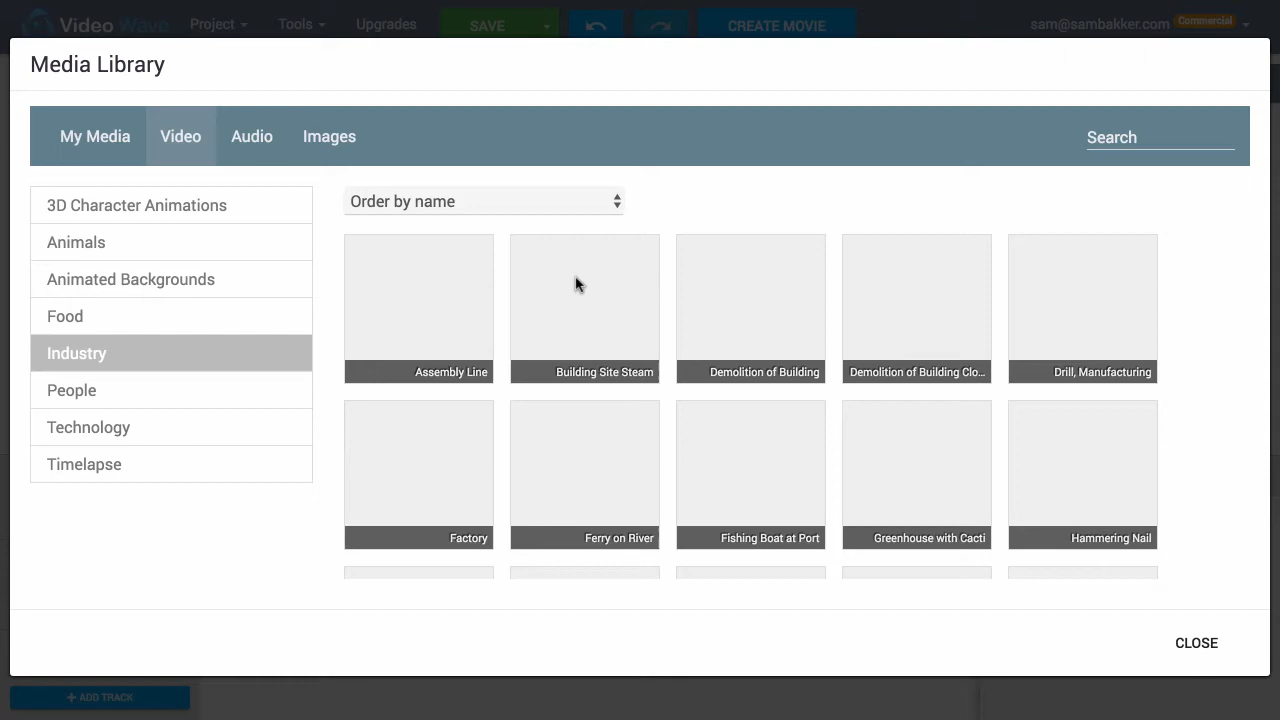 Video Wave
Project
Tools
Upgrades
SAVE
CREATE MOVIE
sam@sambakker.com
Commercial
Media Library
My Media
Video
Audio
Images
Search
3D Character Animations
Animals
Animated Backgrounds
Food
Industry
People
Technology
Timelapse
Order by name
Assembly Line
Building Site Steam
Demolition of Building
Demolition of Building Clo...
Drill, Manufacturing
Factory
Ferry on River
Fishing Boat at Port
Greenhouse with Cacti
Hammering Nail
CLOSE
+ ADD TRACK